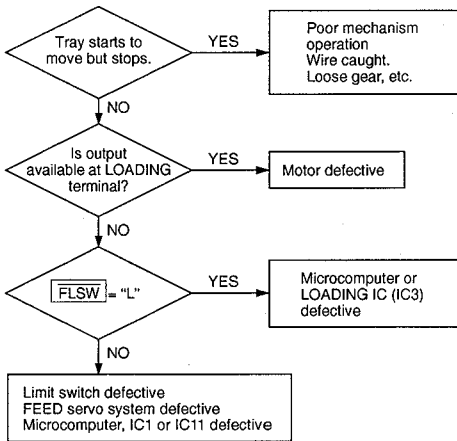 Tray starts to
move but stops.
YES
Poor mechanism
operation
Wire caught.
Loose gear, etc.
NO
Is output
available at LOADING
terminal?
YES
Motor defective
NO
FLSW = "L"
YES
Microcomputer or
LOADING IC (IC3)
defective
NO
Limit switch defective
FEED servo system defective
Microcomputer, IC1 or IC11 defective